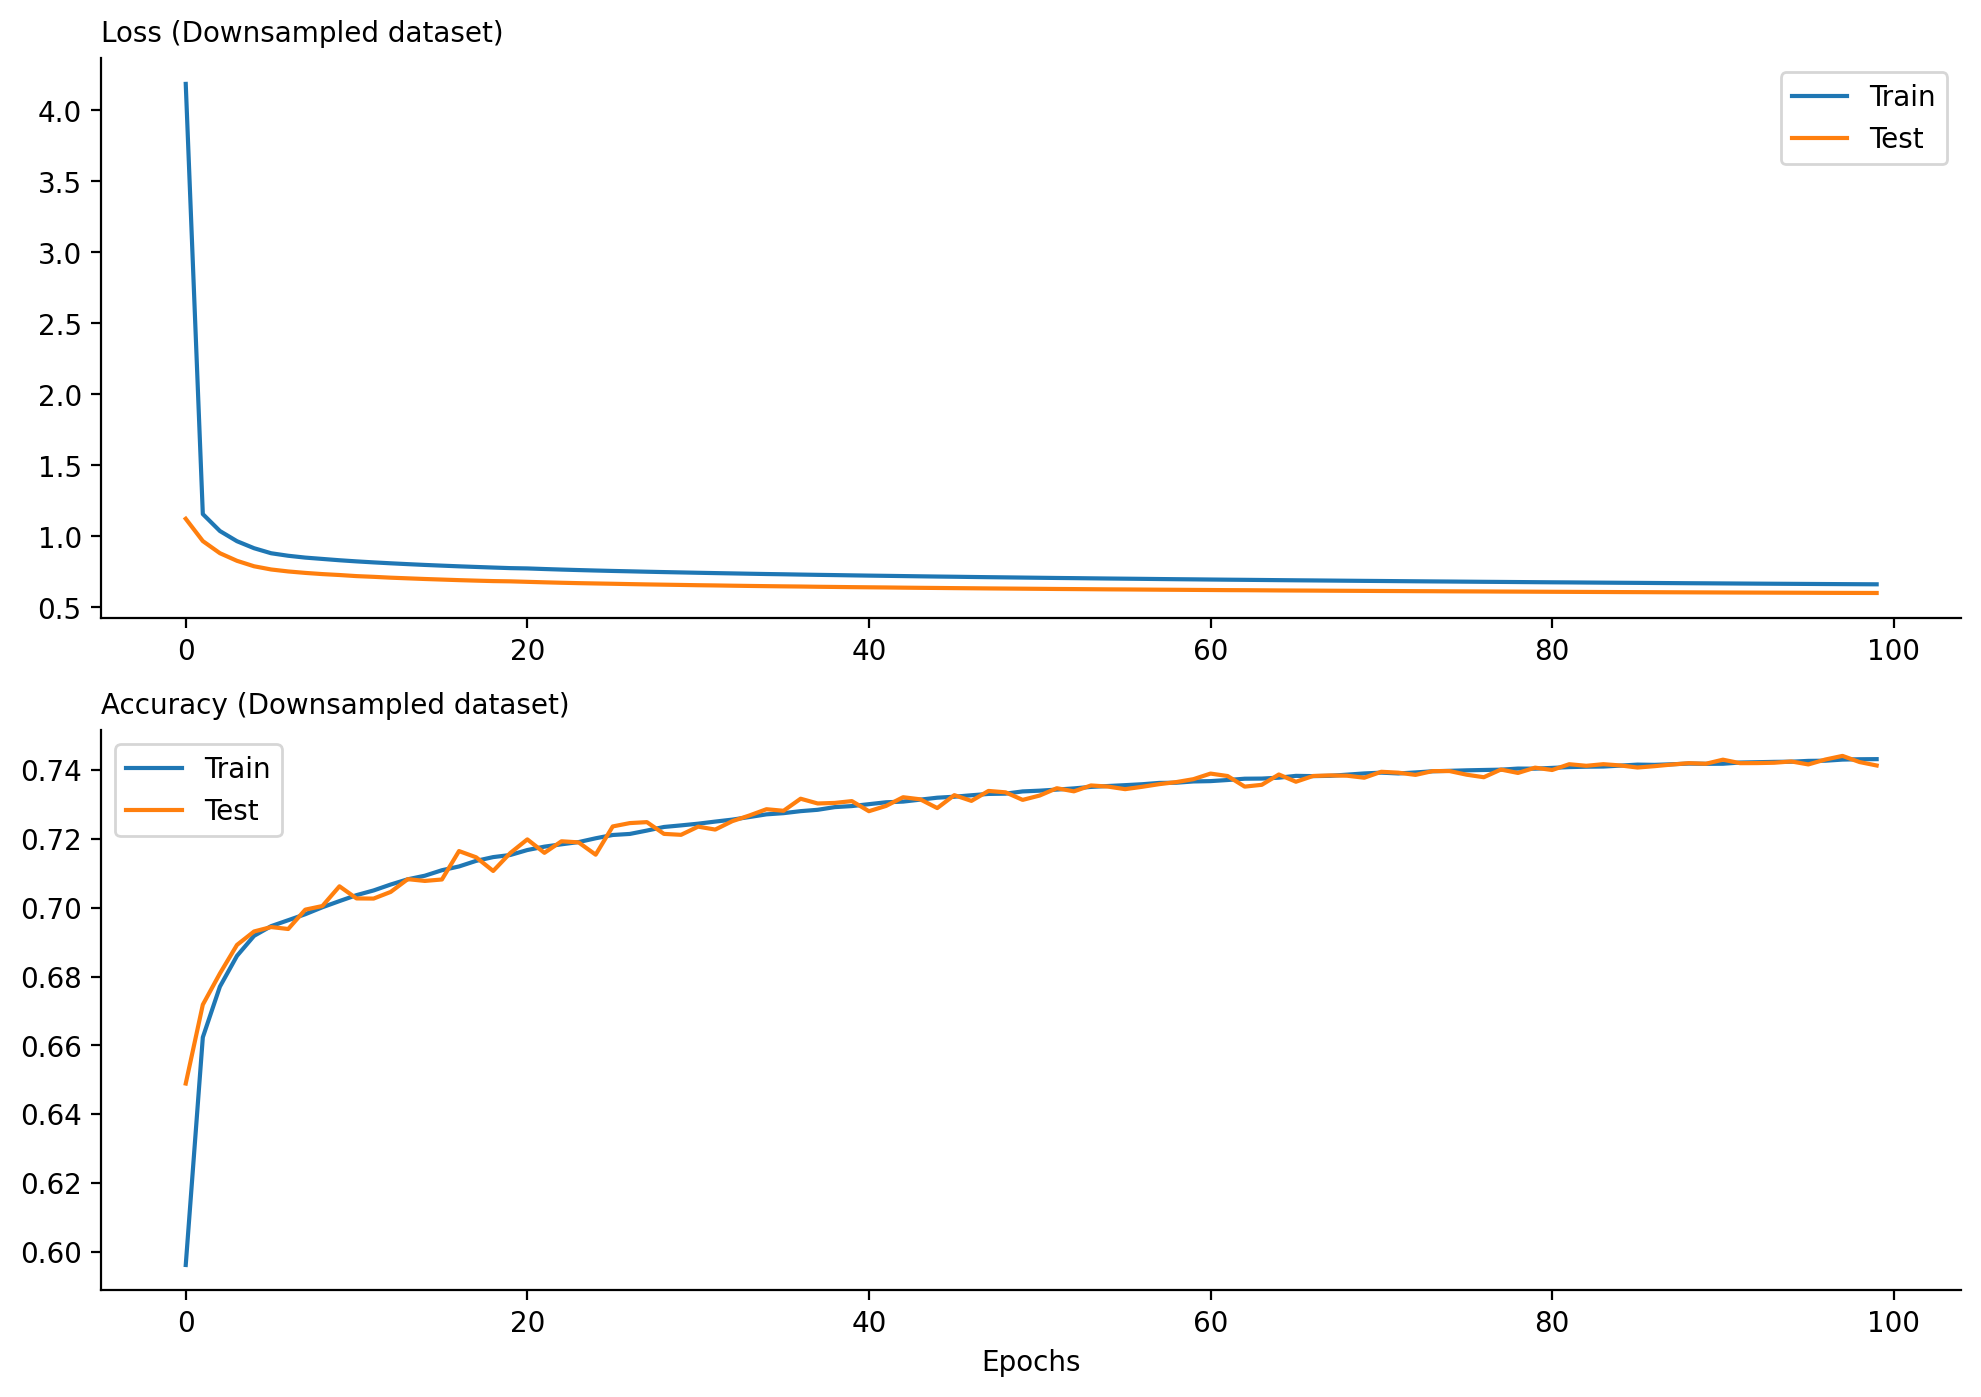 Loss (Downsampled dataset)
Train
Test
4.0
3.5
3.0
2.5
2.0
1.5
1.0
0.5
0 20 40 60 80 100
Accuracy (Downsampled dataset)
Train
Test
0.74
0.72
0.70
0.68
0.66
0.64
0.62
0.60
0 20 40 60 80 100
Epochs